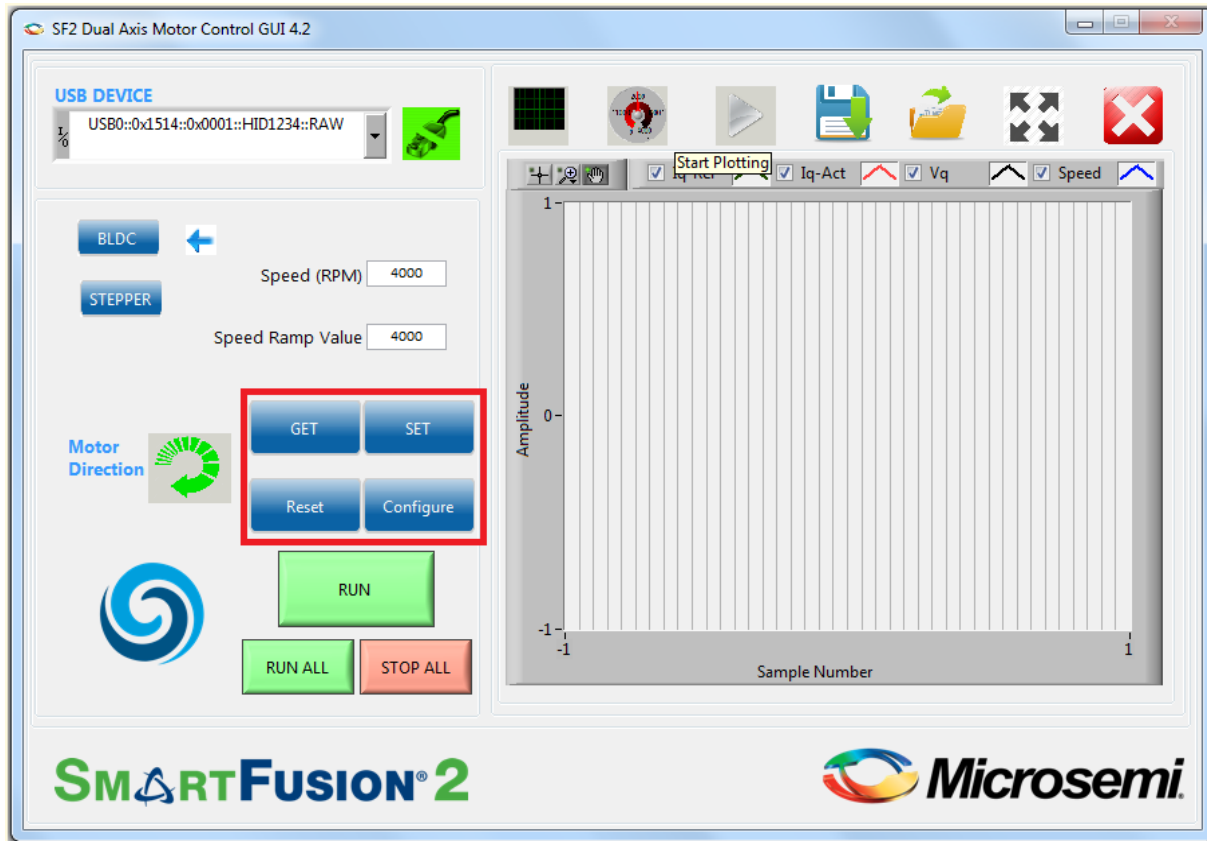 SF2 Dual Axis Motor Control GUI 4.2
USB DEVICE
I/O
USB0::0x1514::0x0001::HID1234::RAW
BLDC
STEPPER
Speed (RPM) 4000
Speed Ramp Value 4000
Motor
Direction
GET SET
Reset Configure
RUN
RUN ALL STOP ALL
Start Plotting
Iq-Act Vq Speed
1
0
-1
Amplitude
-1 1
Sample Number
SMARTFUSION® 2
Microsemi.